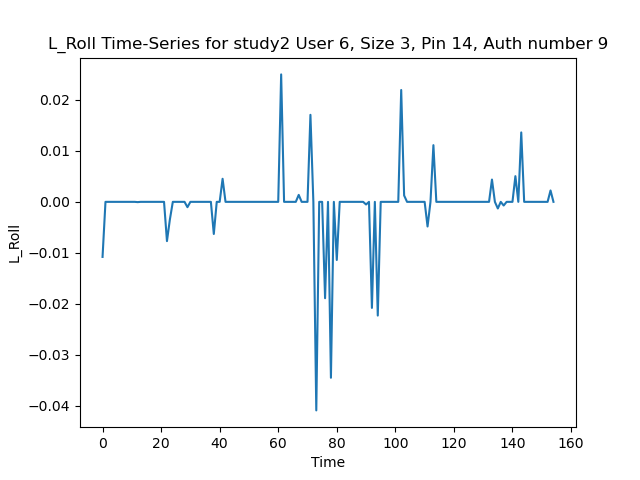 L_Roll Time-Series for study2 User 6, Size 3, Pin 14, Auth number 9
0.02
0.01
0.00
−0.01
−0.02
−0.03
−0.04
L_Roll
0 20 40 60 80 100 120 140 160
Time